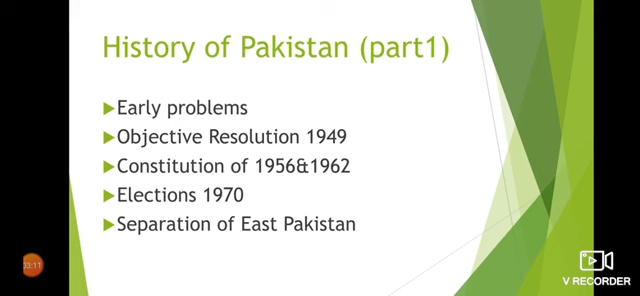 History of Pakistan (part1)
Early problems
Objective Resolution 1949
Constitution of 1956&1962
Elections 1970
Separation of East Pakistan
03:11
V RECORDER